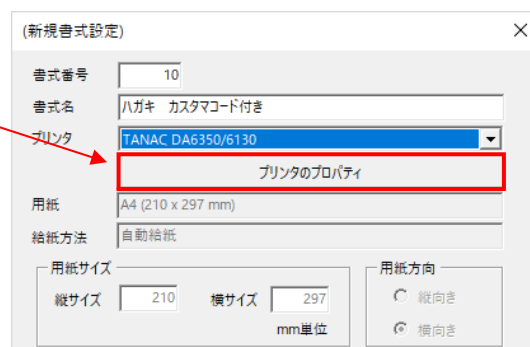 (新規書式設定)
書式番号 10
書式名 ハガキ カスタマコード付き
プリンタ TANAC DA6350/6130
プリンタのプロパティ
用紙 A4 (210 x 297 mm)
給紙方法 自動給紙
用紙サイズ 用紙方向
縦サイズ 210 横サイズ 297 縦向き
mm単位 横向き